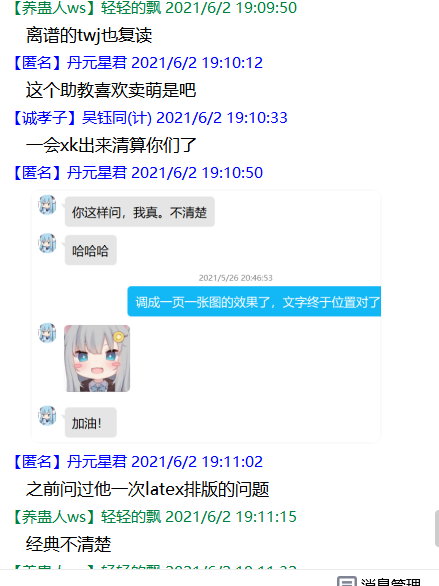 【养蛊人ws】轻轻的飘 2021/6/2 19:09:50
离谱的twj也复读
【匿名】丹元星君 2021/6/2 19:10:12
这个助教喜欢卖萌是吧
【诚孝子】吴钰同(计) 2021/6/2 19:10:33
一会xk出来清算你们了
【匿名】丹元星君 2021/6/2 19:10:50
你这样问，我真。不清楚
哈哈哈
2021/5/26 20:46:53
调成一页一张图的效果了，文字终于位置对了
加油！
【匿名】丹元星君 2021/6/2 19:11:02
之前问过他一次latex排版的问题
【养蛊人ws】轻轻的飘 2021/6/2 19:11:15
经典不清楚
消息管理